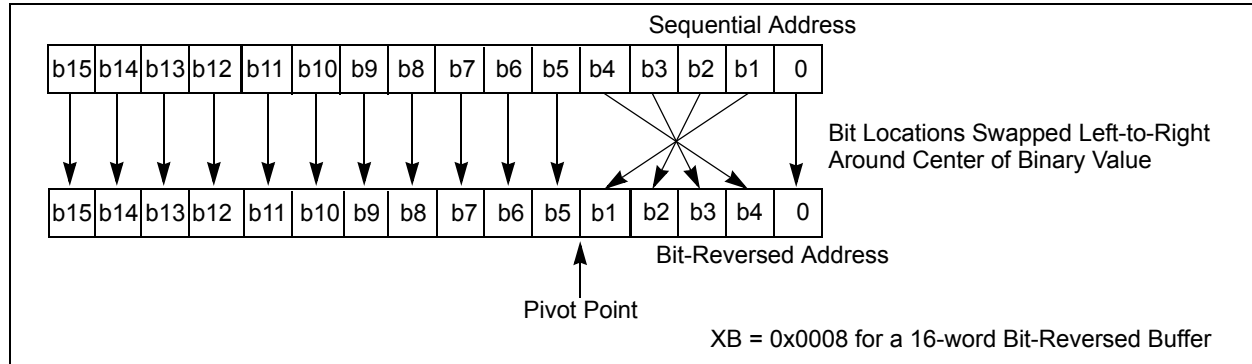 Sequential Address
b15 b14 b13 b12 b11 b10 b9 b8 b7 b6 b5 b4 b3 b2 b1 0
Bit Locations Swapped Left-to-Right
Around Center of Binary Value
b15 b14 b13 b12 b11 b10 b9 b8 b7 b6 b5 b1 b2 b3 b4 0
Bit-Reversed Address
Pivot Point
XB = 0x0008 for a 16-word Bit-Reversed Buffer